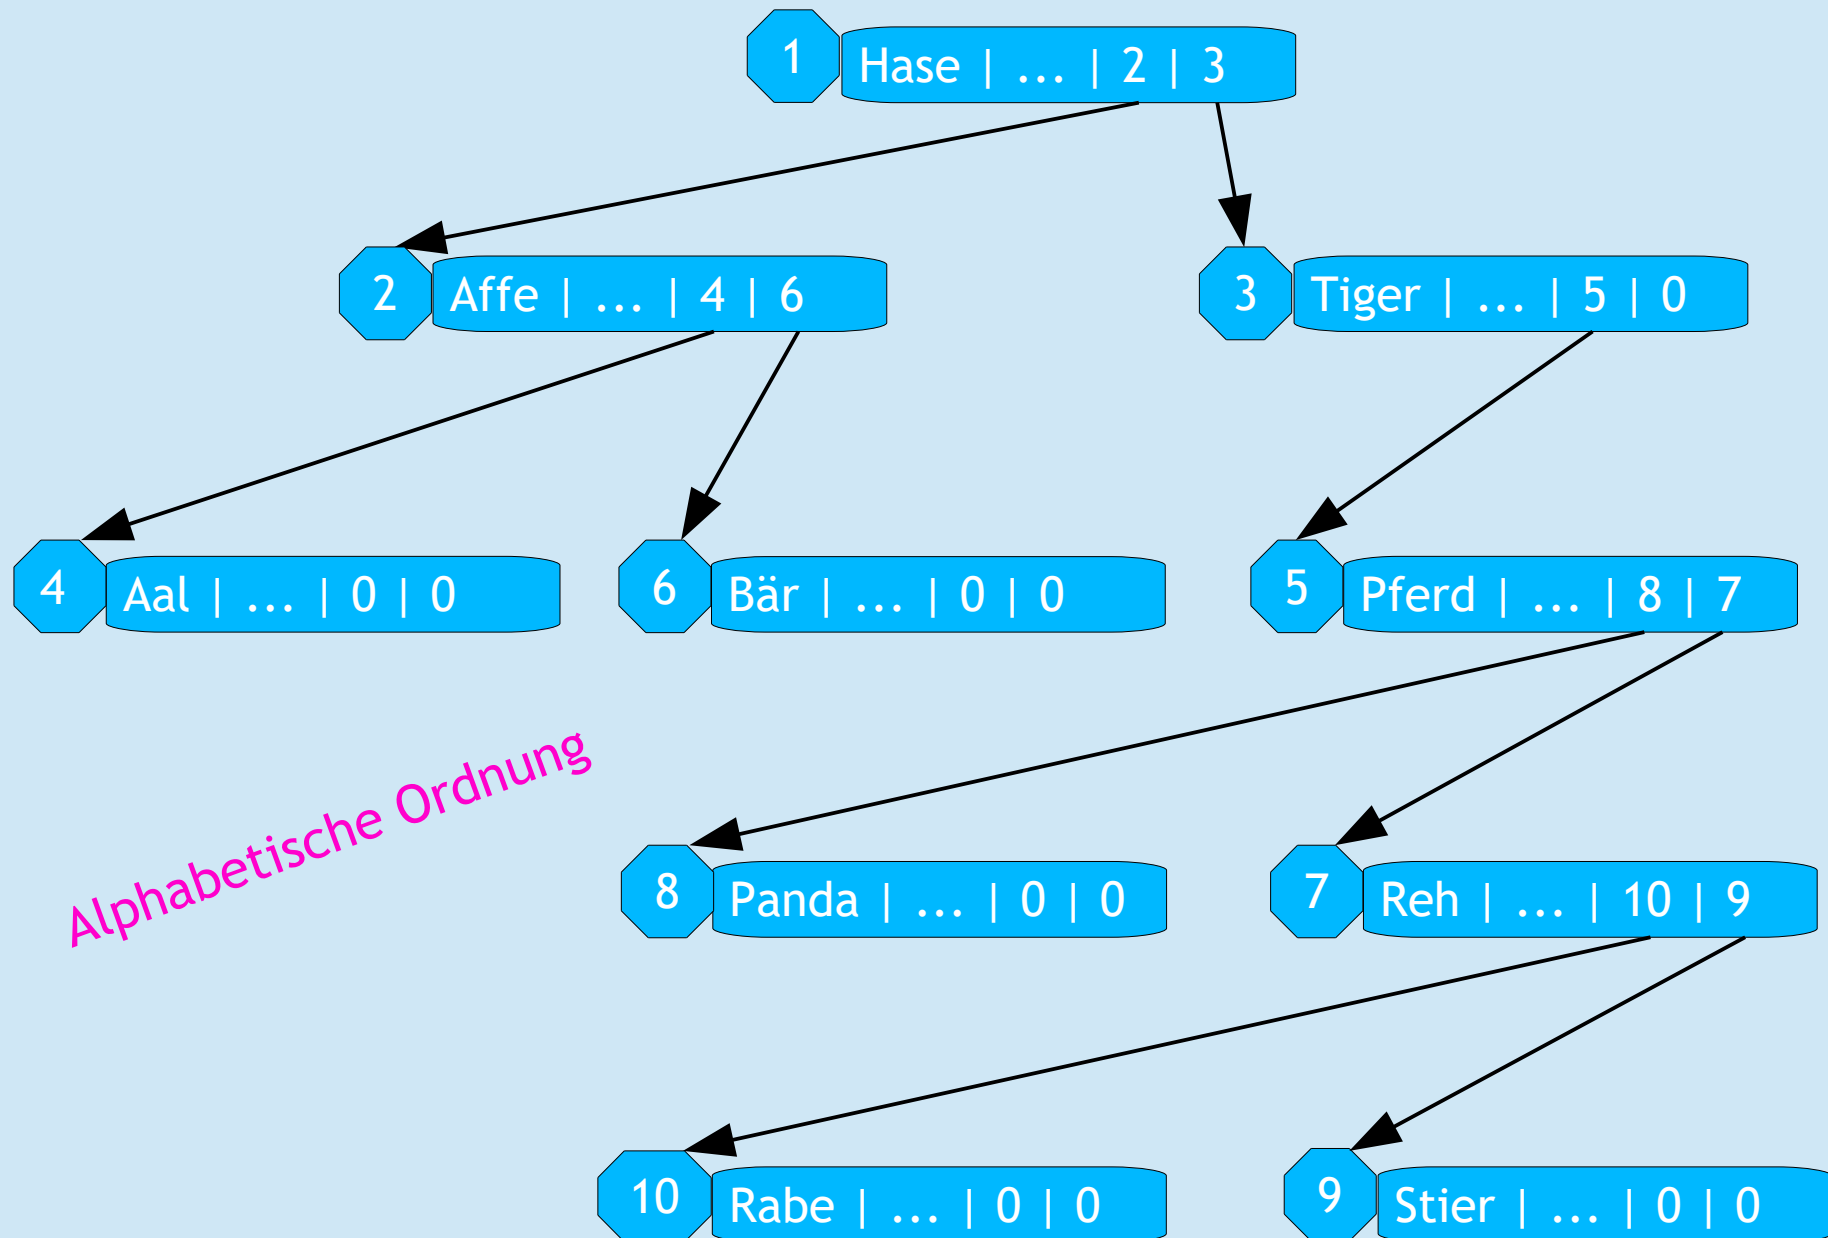 1 Hase | ... | 2 | 3
2 Affe | ... | 4 | 6
3 Tiger | ... | 5 | 0
4 Aal | ... | 0 | 0
6 Bär | ... | 0 | 0
5 Pferd | ... | 8 | 7
Alphabetische Ordnung
8 Panda | ... | 0 | 0
7 Reh | ... | 10 | 9
10 Rabe | ... | 0 | 0
9 Stier | ... | 0 | 0